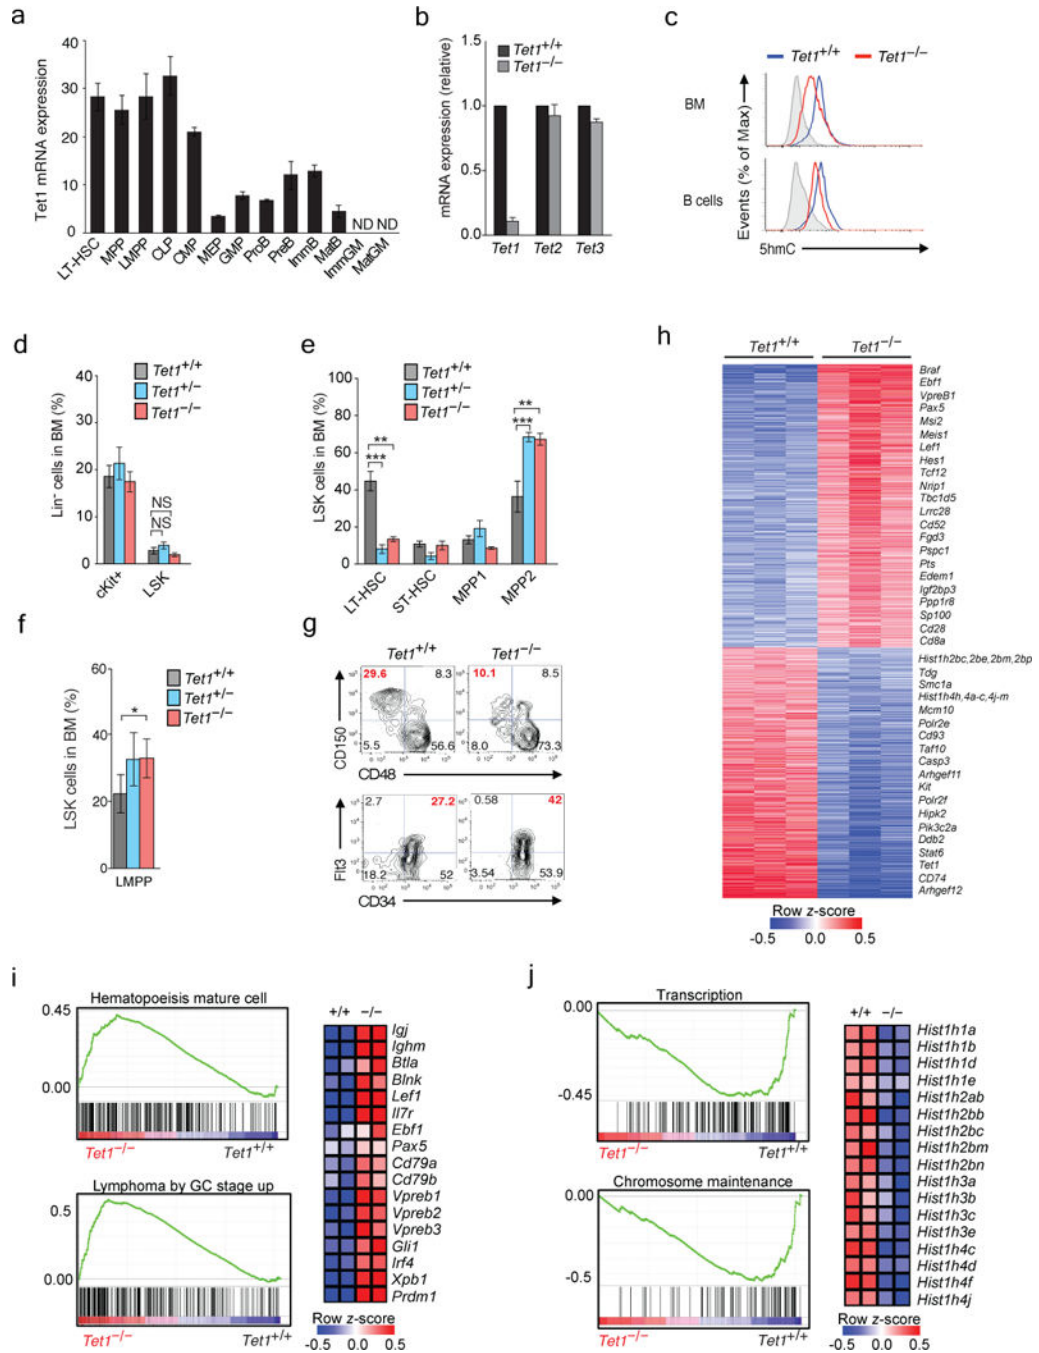 a
Tet1 mRNA expression
40
30
20
10
0
LT-HSC
MPP
LMPP
CLP
CMP
MEP
GMP
ProB
PreB
ImmB
MatB
ImmGM
MatGM
ND ND
b
mRNA expression (relative)
1.5
1.0
0.5
0
Tet1+/+
Tet1−/−
Tet1 Tet2 Tet3
c
Tet1+/+ Tet1−/−
BM
B cells
Events (% of Max)
5hmC
d
Tet1+/+
Tet1+/−
Tet1−/−
Lin- cells in BM (%)
40
30
20
10
0
NS
NS
cKit+
LSK
e
Tet1+/+
Tet1+/−
Tet1−/−
LSK cells in BM (%)
100
80
60
40
20
0
**
***
**
***
LT-HSC
ST-HSC
MPP1
MPP2
f
LSK cells in BM (%)
60
40
20
0
Tet1+/+
Tet1+/−
Tet1−/−
*
LMPP
g
Tet1+/+ Tet1−/−
29.6 8.3
5.5 56.6
10.1 8.5
8.0 73.3
CD150
CD48
2.7 27.2
18.2 52
0.58 42
3.54 53.9
Flt3
CD34
h
Tet1+/+ Tet1−/−
Braf
Ebf1
VpreB1
Pax5
Msi2
Meis1
Lef1
Hes1
Tcf12
Nrip1
Tbc1d5
Lrrc28
Cd52
Fgd3
Pspc1
Pts
Edem1
Igf2bp3
Ppp1r8
Sp100
Cd28
Cd8a
Hist1h2bc,2be,2bm,2bp
Tdg
Smc1a
Hist1h4h,4a-c,4j-m
Mcm10
Polr2e
Cd93
Taf10
Casp3
Arhgef11
Kit
Polr2f
Hipk2
Pik3c2a
Ddb2
Stat6
Tet1
CD74
Arhgef12
Row z-score
-0.5 0.0 0.5
i
Hematopoeisis mature cell
0.45
0.00
Tet1−/− Tet1+/+
Lymphoma by GC stage up
0.5
0.00
Tet1−/− Tet1+/+
+/+ −/−
Igj
Ighm
Btla
Blnk
Lef1
Il7r
Ebf1
Pax5
Cd79a
Cd79b
Vpreb1
Vpreb2
Vpreb3
Gli1
Irf4
Xpb1
Prdm1
Row z-score
-0.5 0.0 0.5
j
Transcription
0.00
-0.45
Tet1−/− Tet1+/+
Chromosome maintenance
0.00
-0.5
Tet1−/− Tet1+/+
+/+ −/−
Hist1h1a
Hist1h1b
Hist1h1d
Hist1h1e
Hist1h2ab
Hist1h2bb
Hist1h2bc
Hist1h2bm
Hist1h2bn
Hist1h3a
Hist1h3b
Hist1h3c
Hist1h3e
Hist1h4c
Hist1h4d
Hist1h4f
Hist1h4j
Row z-score
-0.5 0.0 0.5